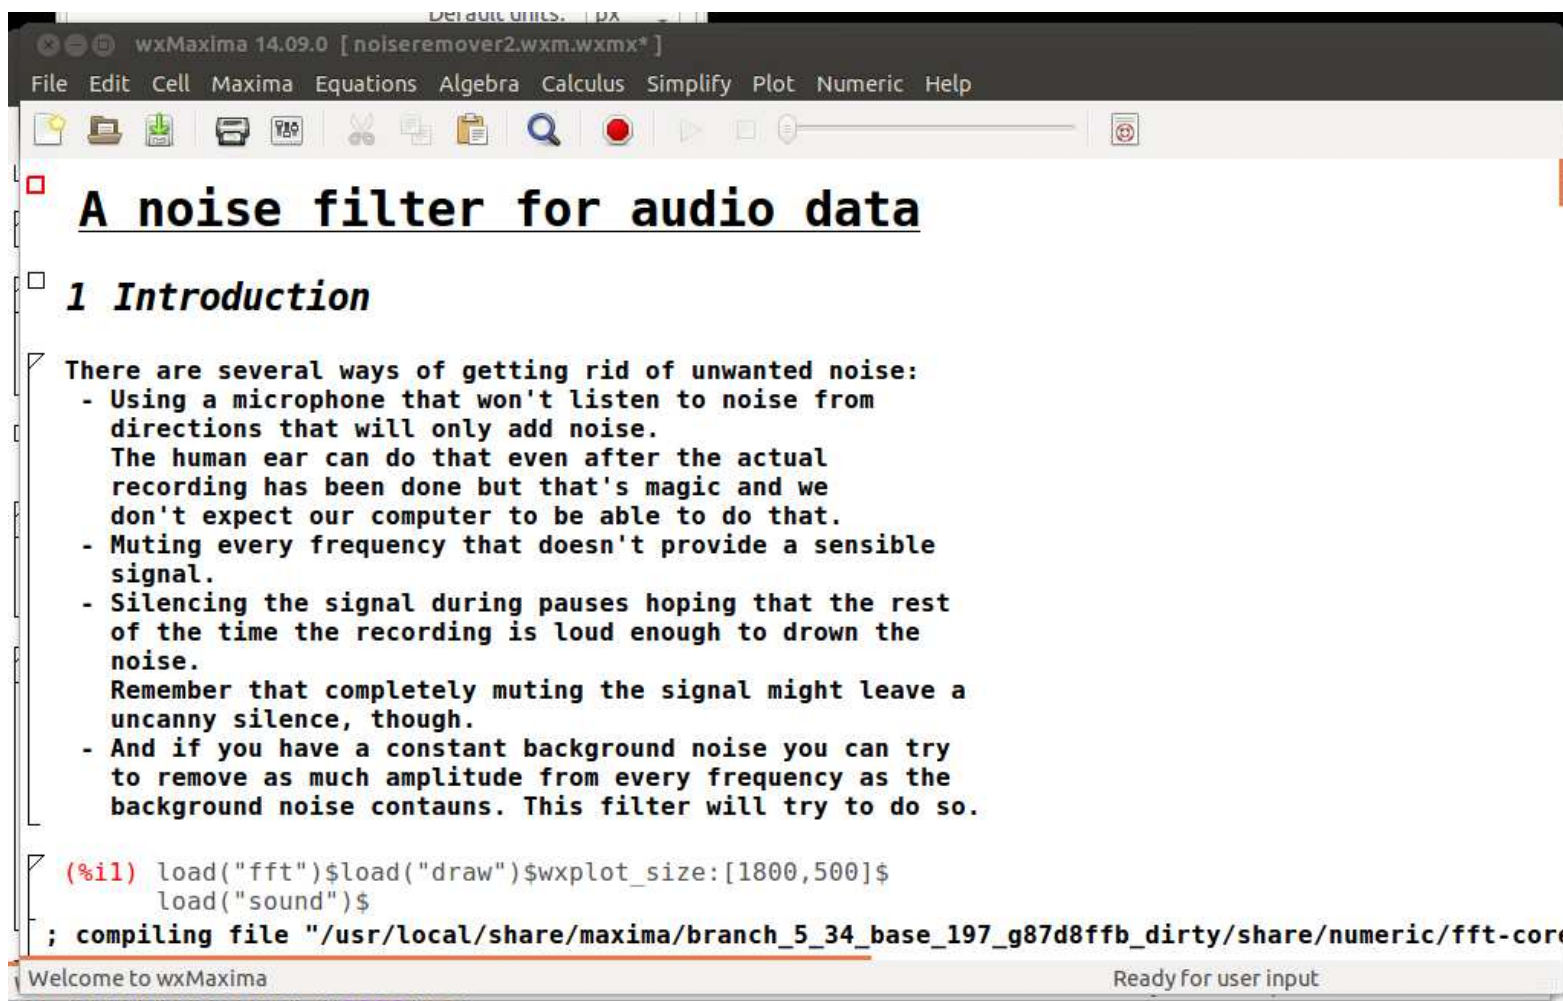 Default units: px
wxMaxima 14.09.0 [ noiseremover2.wxm.wxmx* ]
File Edit Cell Maxima Equations Algebra Calculus Simplify Plot Numeric Help
A noise filter for audio data
1 Introduction
There are several ways of getting rid of unwanted noise:
- Using a microphone that won't listen to noise from
directions that will only add noise.
The human ear can do that even after the actual
recording has been done but that's magic and we
don't expect our computer to be able to do that.
- Muting every frequency that doesn't provide a sensible
signal.
- Silencing the signal during pauses hoping that the rest
of the time the recording is loud enough to drown the
noise.
Remember that completely muting the signal might leave a
uncanny silence, though.
- And if you have a constant background noise you can try
to remove as much amplitude from every frequency as the
background noise contauns. This filter will try to do so.
(%i1) load("fft")$load("draw")$wxplot_size:[1800,500]$
load("sound")$
; compiling file "/usr/local/share/maxima/branch_5_34_base_197_g87d8ffb_dirty/share/numeric/fft-core
Welcome to wxMaxima Ready for user input